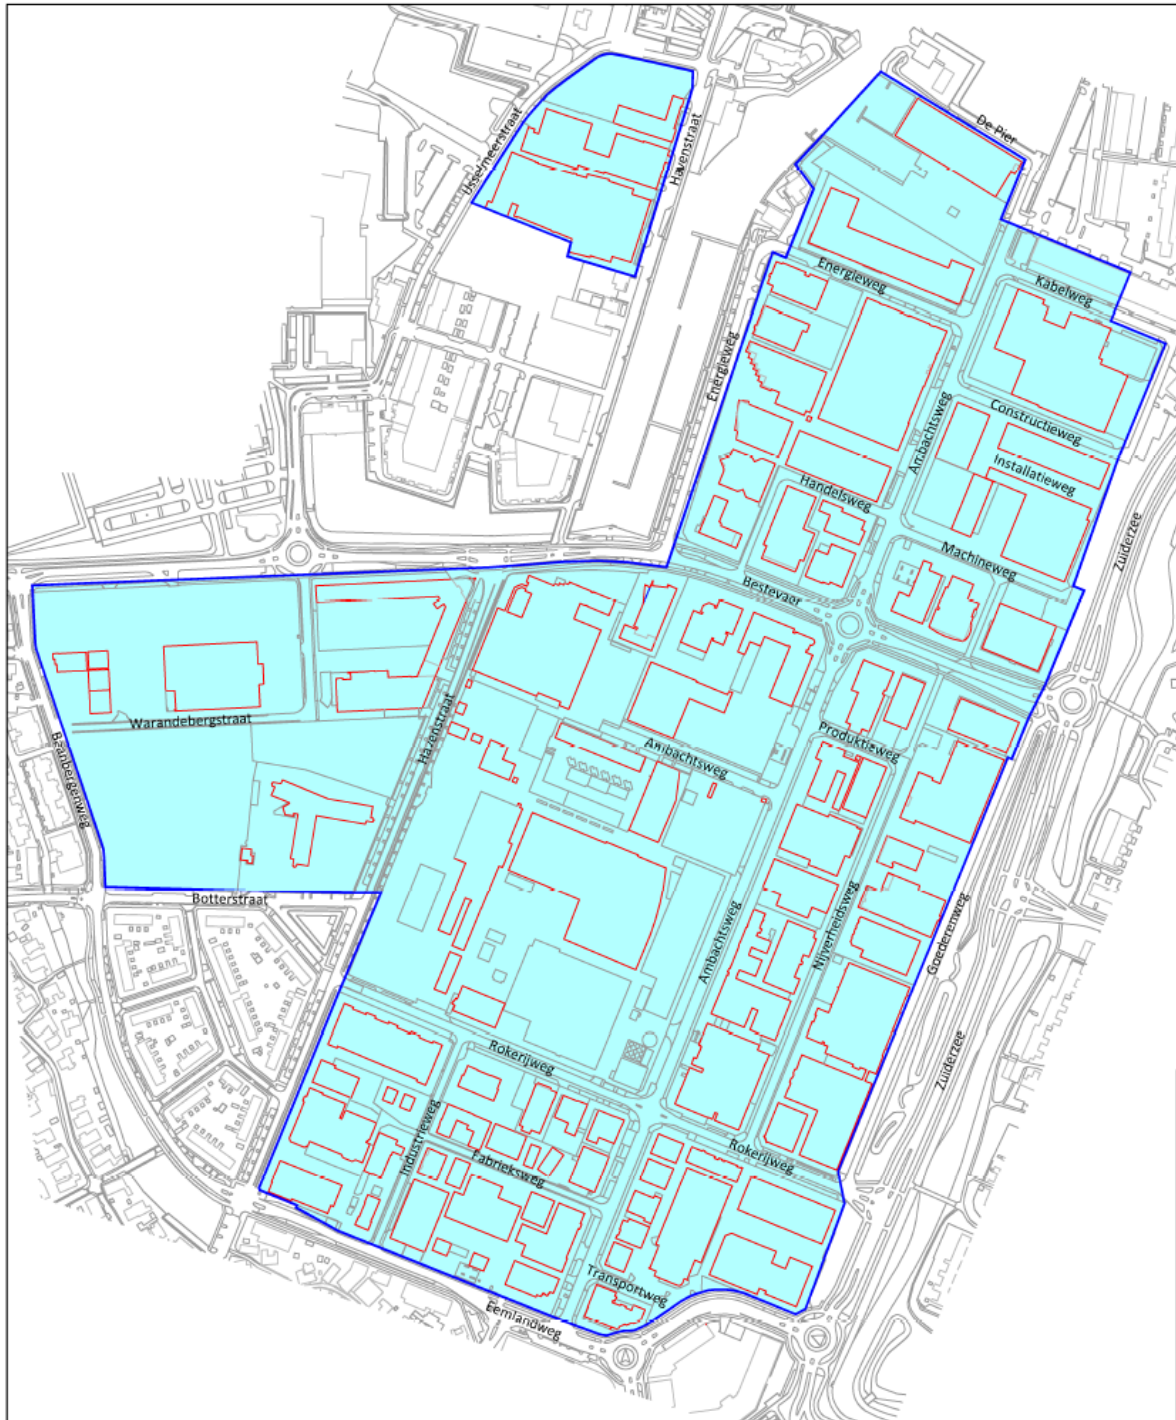 De Pier
IJsselmeerstraat
Havenstraat
Energieweg
Kabelweg
Energieweg
Ambachtsweg
Constructieweg
Installatieweg
Handelsweg
Zuiderzee
Machineweg
Bestevaer
Warandebergstraat
Havenstraat
Produktieweg
Ambachtsweg
Baanbergenweg
Botterstraat
Ambachtsweg
Nijverheidsweg
Goederenweg
Rokerijweg
Zuiderzee
Industrieweg
Fabrieksweg
Rokerijweg
Transportweg
Eemlandweg